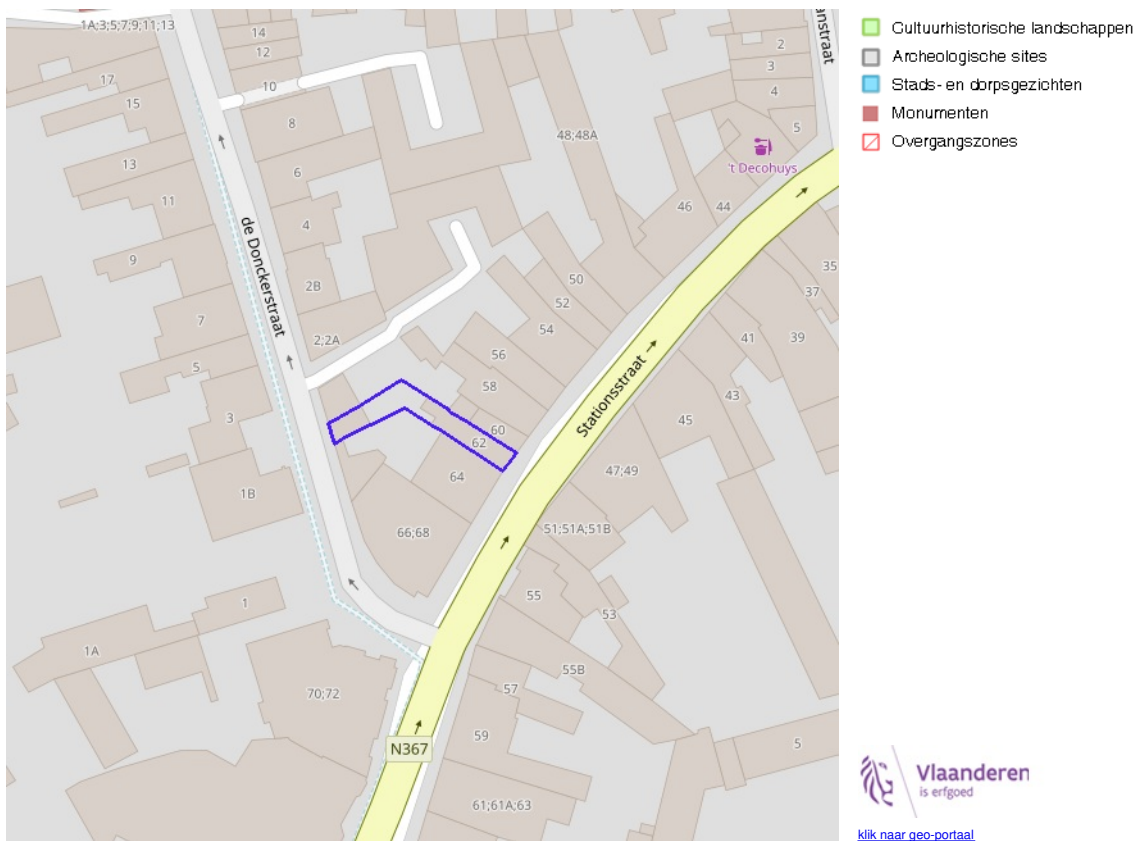 1A;3;5;7;9;11;13
14
12
10
17
15
8
13
6
11
4
9
2B
7
2;2A
5
3
1B
de Donckerstraat
48;48A
2
3
4
5
't Decohuys
46
44
anstraat
50
52
54
56
58
60
62
64
66;68
Stationsstraat
35
37
39
41
43
45
47;49
51;51A;51B
55
53
55B
57
59
61;61A;63
5
1
1A
70;72
N367
Cultuurhistorische landschappen
Archeologische sites
Stads- en dorpsgezichten
Monumenten
Overgangszones
Vlaanderen
is erfgoed
klik naar geo-portaal